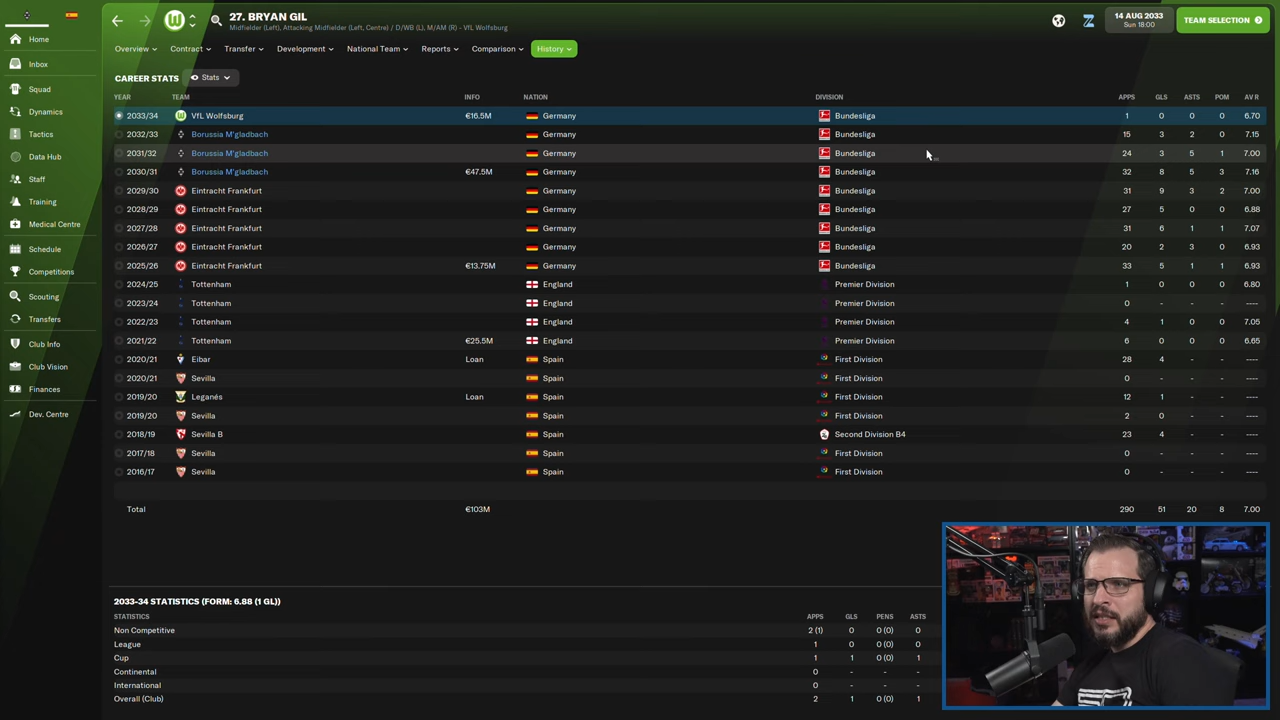 27. BRYAN GIL
Midfielder (Left), Attacking Midfielder (Left, Centre) / D/WB (L), M/AM (R) - VfL Wolfsburg
14 AUG 2033
Sun 18:00
TEAM SELECTION
Home
Inbox
Squad
Dynamics
Tactics
Data Hub
Staff
Training
Medical Centre
Schedule
Competitions
Scouting
Transfers
Club Info
Club Vision
Finances
Dev. Centre
Overview Contract Transfer Development National Team Reports Comparison History
CAREER STATS Stats
YEAR TEAM INFO NATION DIVISION APPS GLS ASTS POM AV R
2033/34 VfL Wolfsburg €16.5M Germany Bundesliga 1 0 0 0 6.70
2032/33 Borussia M'gladbach Germany Bundesliga 15 3 2 0 7.15
2031/32 Borussia M'gladbach Germany Bundesliga 24 3 5 1 7.00
2030/31 Borussia M'gladbach €47.5M Germany Bundesliga 32 8 5 3 7.16
2029/30 Eintracht Frankfurt Germany Bundesliga 31 9 3 2 7.00
2028/29 Eintracht Frankfurt Germany Bundesliga 27 5 0 0 6.88
2027/28 Eintracht Frankfurt Germany Bundesliga 31 6 1 1 7.07
2026/27 Eintracht Frankfurt Germany Bundesliga 20 2 3 0 6.93
2025/26 Eintracht Frankfurt €13.75M Germany Bundesliga 33 5 1 1 6.93
2024/25 Tottenham England Premier Division 1 0 0 0 6.80
2023/24 Tottenham England Premier Division 0 - - - ----
2022/23 Tottenham England Premier Division 4 1 0 0 7.05
2021/22 Tottenham €25.5M England Premier Division 6 0 0 0 6.65
2020/21 Eibar Loan Spain First Division 28 4 - - ----
2020/21 Sevilla Spain First Division 0 - - - ----
2019/20 Leganés Loan Spain First Division 12 1 - - ----
2019/20 Sevilla Spain First Division 2 0 - - ----
2018/19 Sevilla B Spain Second Division B4 23 4 - - ----
2017/18 Sevilla Spain First Division 0 - - - ----
2016/17 Sevilla Spain First Division 0 - - - ----
Total €103M 290 51 20 8 7.00
2033-34 STATISTICS (FORM: 6.88 (1 GL))
STATISTICS APPS GLS PENS ASTS
Non Competitive 2 (1) 0 0 (0) 0
League 1 0 0 (0) 0
Cup 1 1 0 (0) 1
Continental 0 - - -
International 0 - - -
Overall (Club) 2 1 0 (0) 1